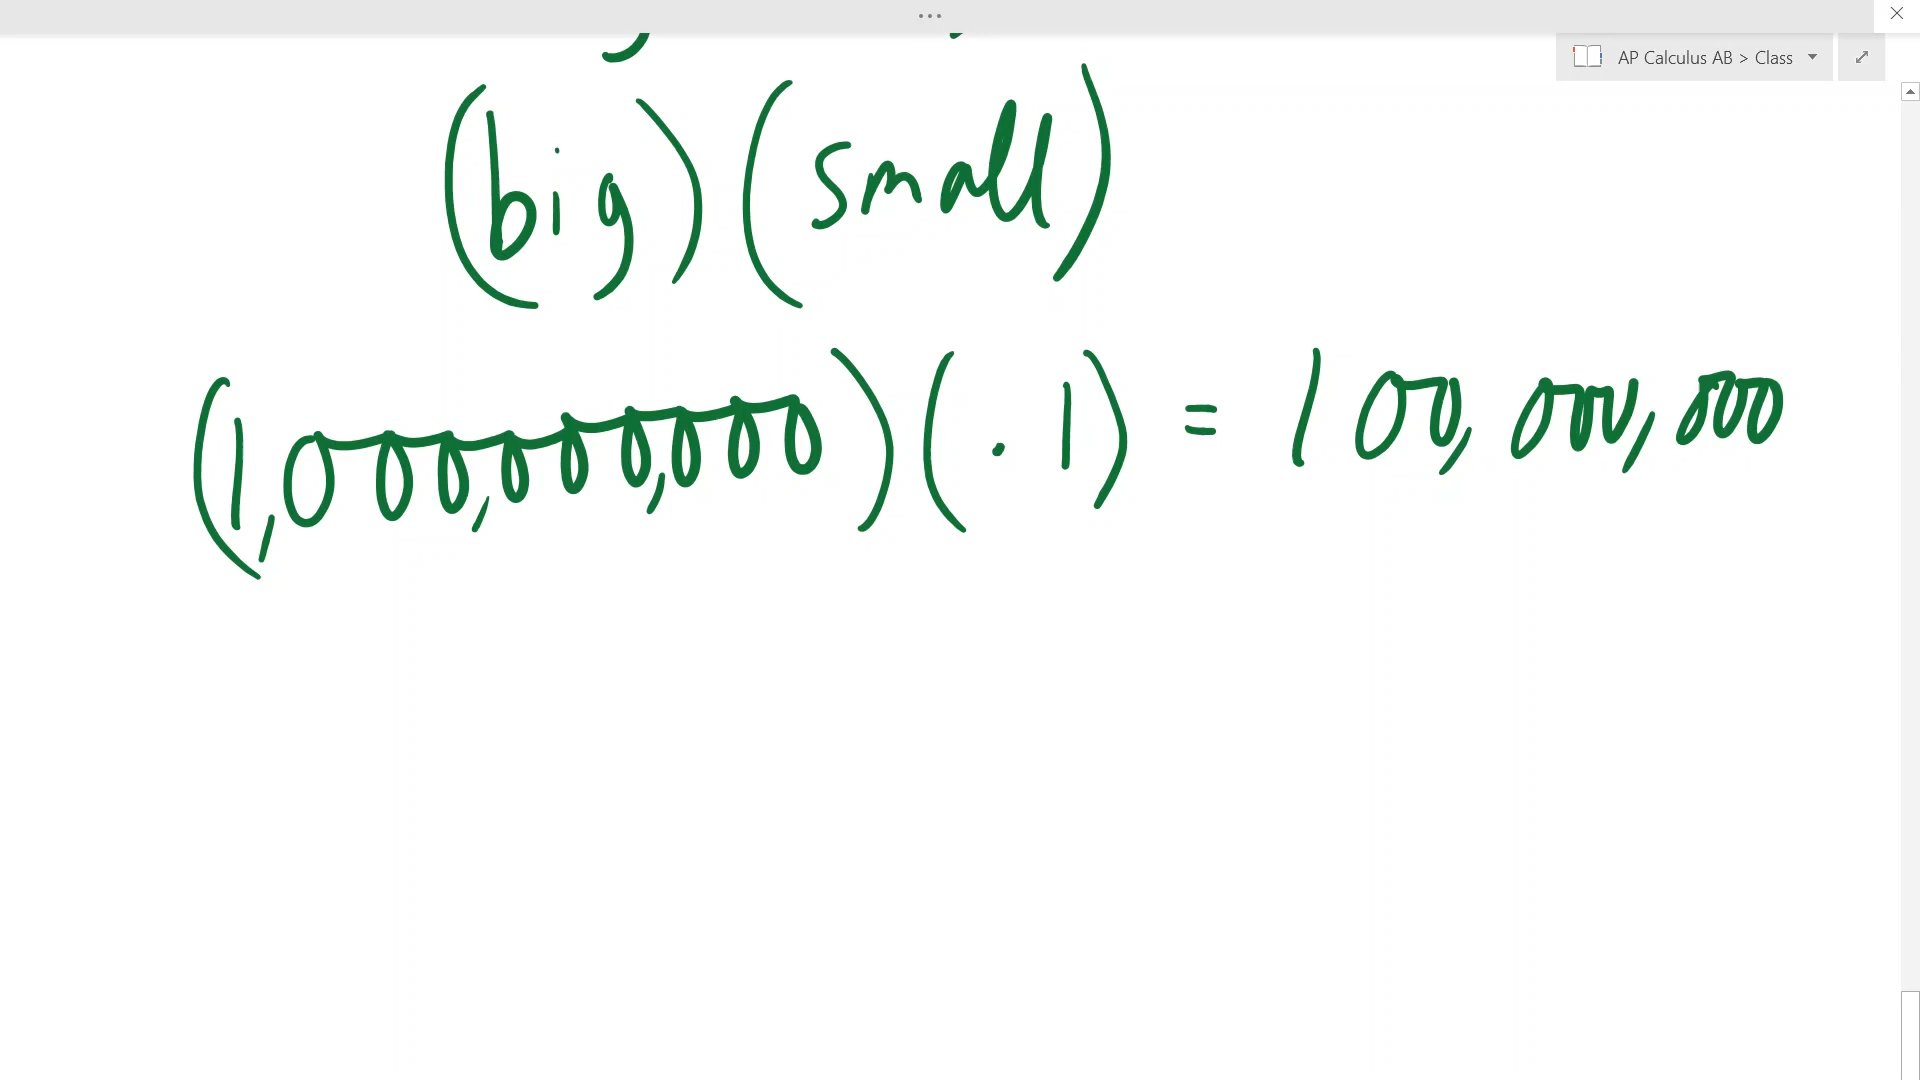 AP Calculus AB > Class
(big)(small)
(1,000,000,000)(.1) = 100,000,000